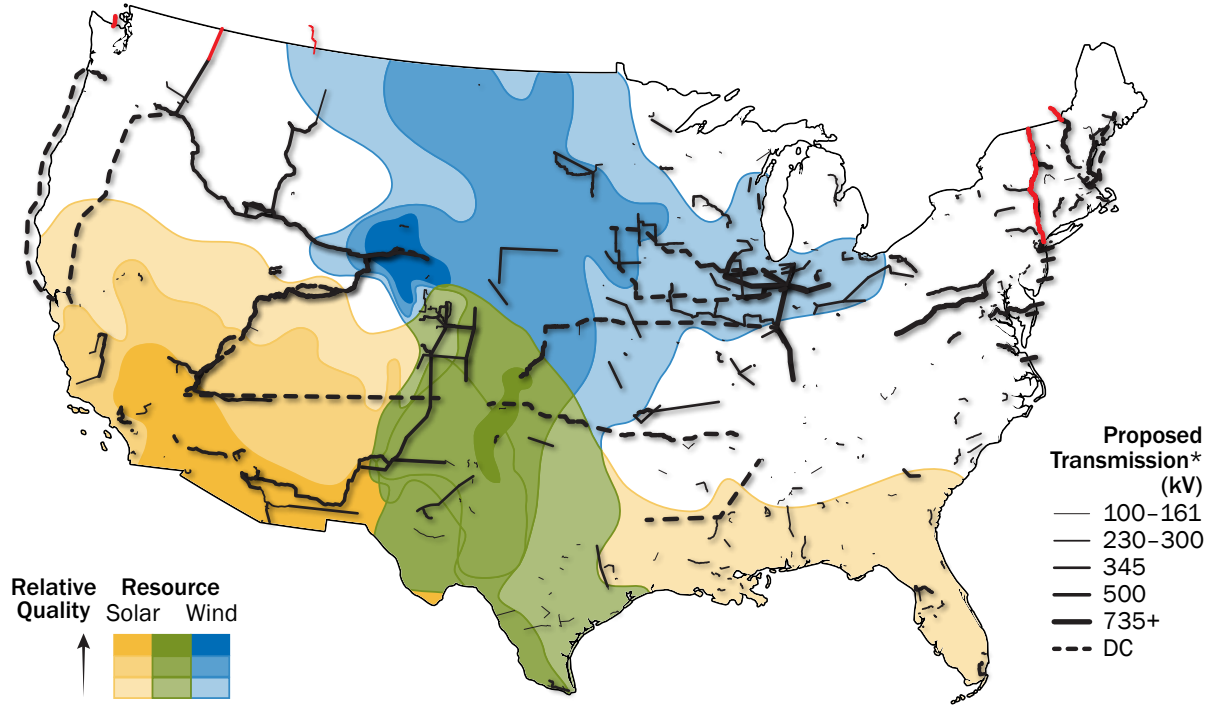 Proposed
Transmission*
(kV)
100–161
230–300
345
500
735+
DC
Relative
Quality
Resource
Solar Wind